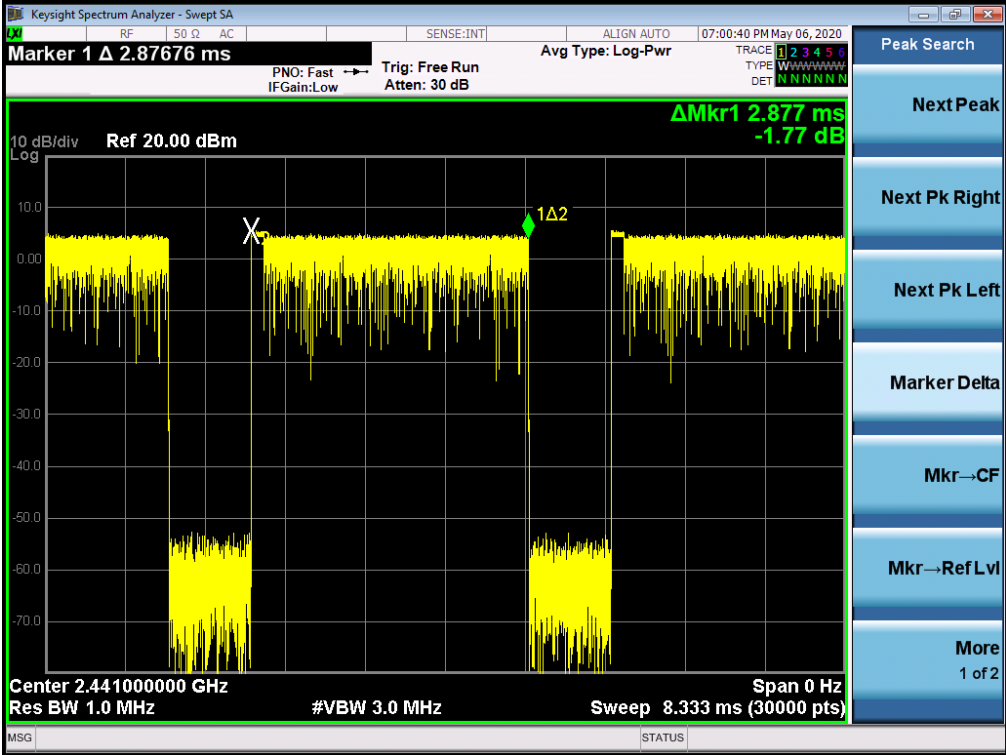 Keysight Spectrum Analyzer - Swept SA
LXI RF 50 Ω AC SENSE:INT ALIGN AUTO 07:00:40 PM May 06, 2020
Marker 1 Δ 2.87676 ms
PNO: Fast
IFGain:Low
Trig: Free Run
Atten: 30 dB
Avg Type: Log-Pwr
TRACE 1 2 3 4 5 6
TYPE WWWWWW
DET N N N N N N
ΔMkr1 2.877 ms
-1.77 dB
10 dB/div
Log
Ref 20.00 dBm
10.0
0.00
-10.0
-20.0
-30.0
-40.0
-50.0
-60.0
-70.0
X2
1Δ2
Center 2.441000000 GHz
Span 0 Hz
Res BW 1.0 MHz
#VBW 3.0 MHz
Sweep 8.333 ms (30000 pts)
MSG
STATUS
Peak Search
Next Peak
Next Pk Right
Next Pk Left
Marker Delta
Mkr→CF
Mkr→Ref Lvl
More
1 of 2